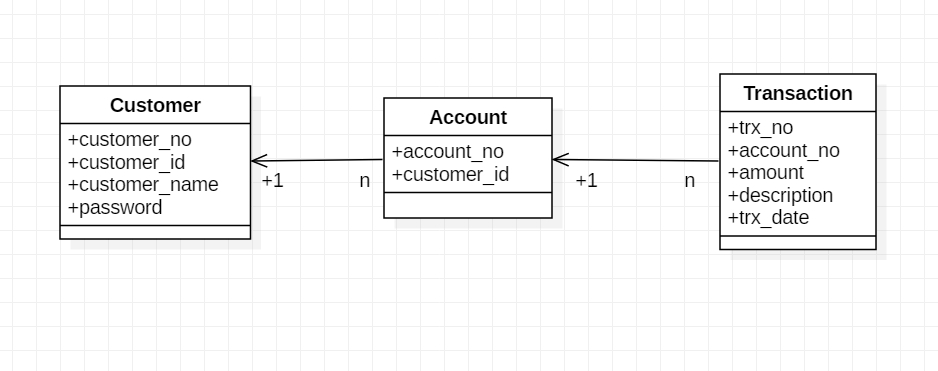 Customer
+customer_no
+customer_id
+customer_name
+password
+1
n
Account
+account_no
+customer_id
+1
n
Transaction
+trx_no
+account_no
+amount
+description
+trx_date